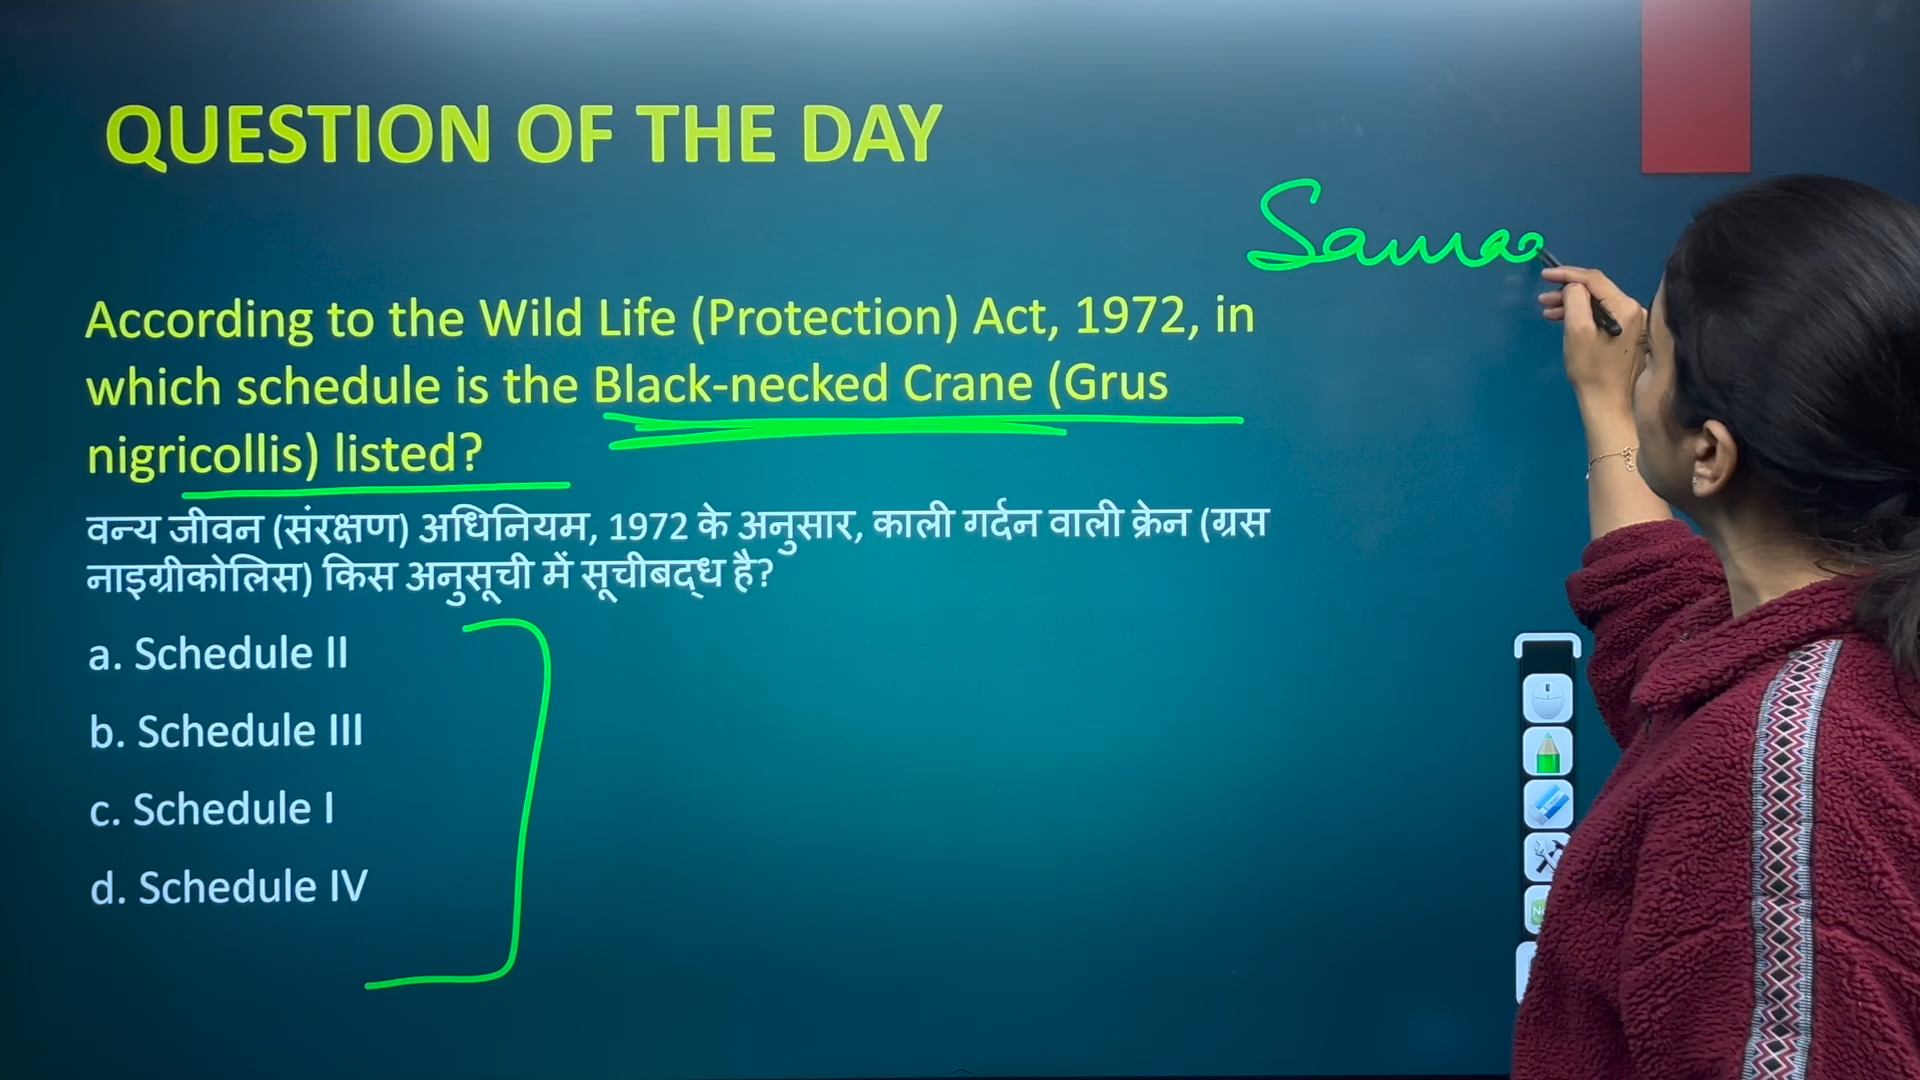 QUESTION OF THE DAY
According to the Wild Life (Protection) Act, 1972, in
which schedule is the Black-necked Crane (Grus
nigricollis) listed?
वन्य जीवन (संरक्षण) अधिनियम, 1972 के अनुसार, काली गर्दन वाली क्रेन (ग्रस
नाइग्रीकोलिस) किस अनुसूची में सूचीबद्ध है?
a. Schedule II
b. Schedule III
c. Schedule I
d. Schedule IV